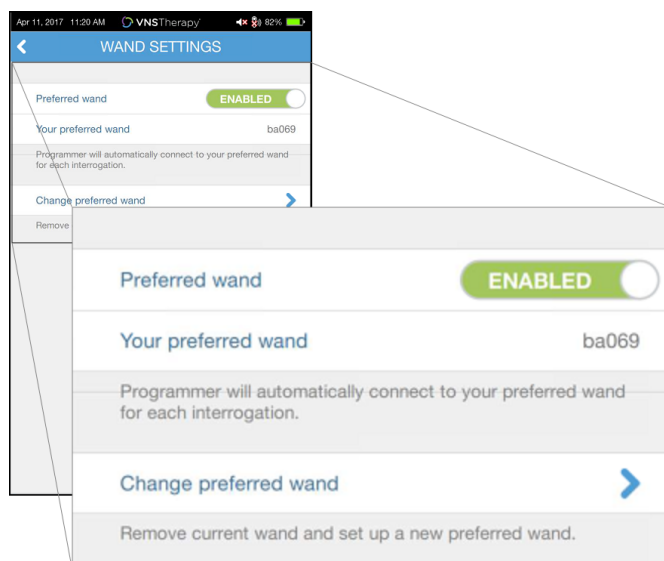 Apr 11, 2017 11:20 AM VNSTherapy 82%
WAND SETTINGS
Preferred wand ENABLED
Your preferred wand ba069
Programmer will automatically connect to your preferred wand
for each interrogation.
Change preferred wand
Remove
Preferred wand ENABLED
Your preferred wand ba069
Programmer will automatically connect to your preferred wand
for each interrogation.
Change preferred wand
Remove current wand and set up a new preferred wand.